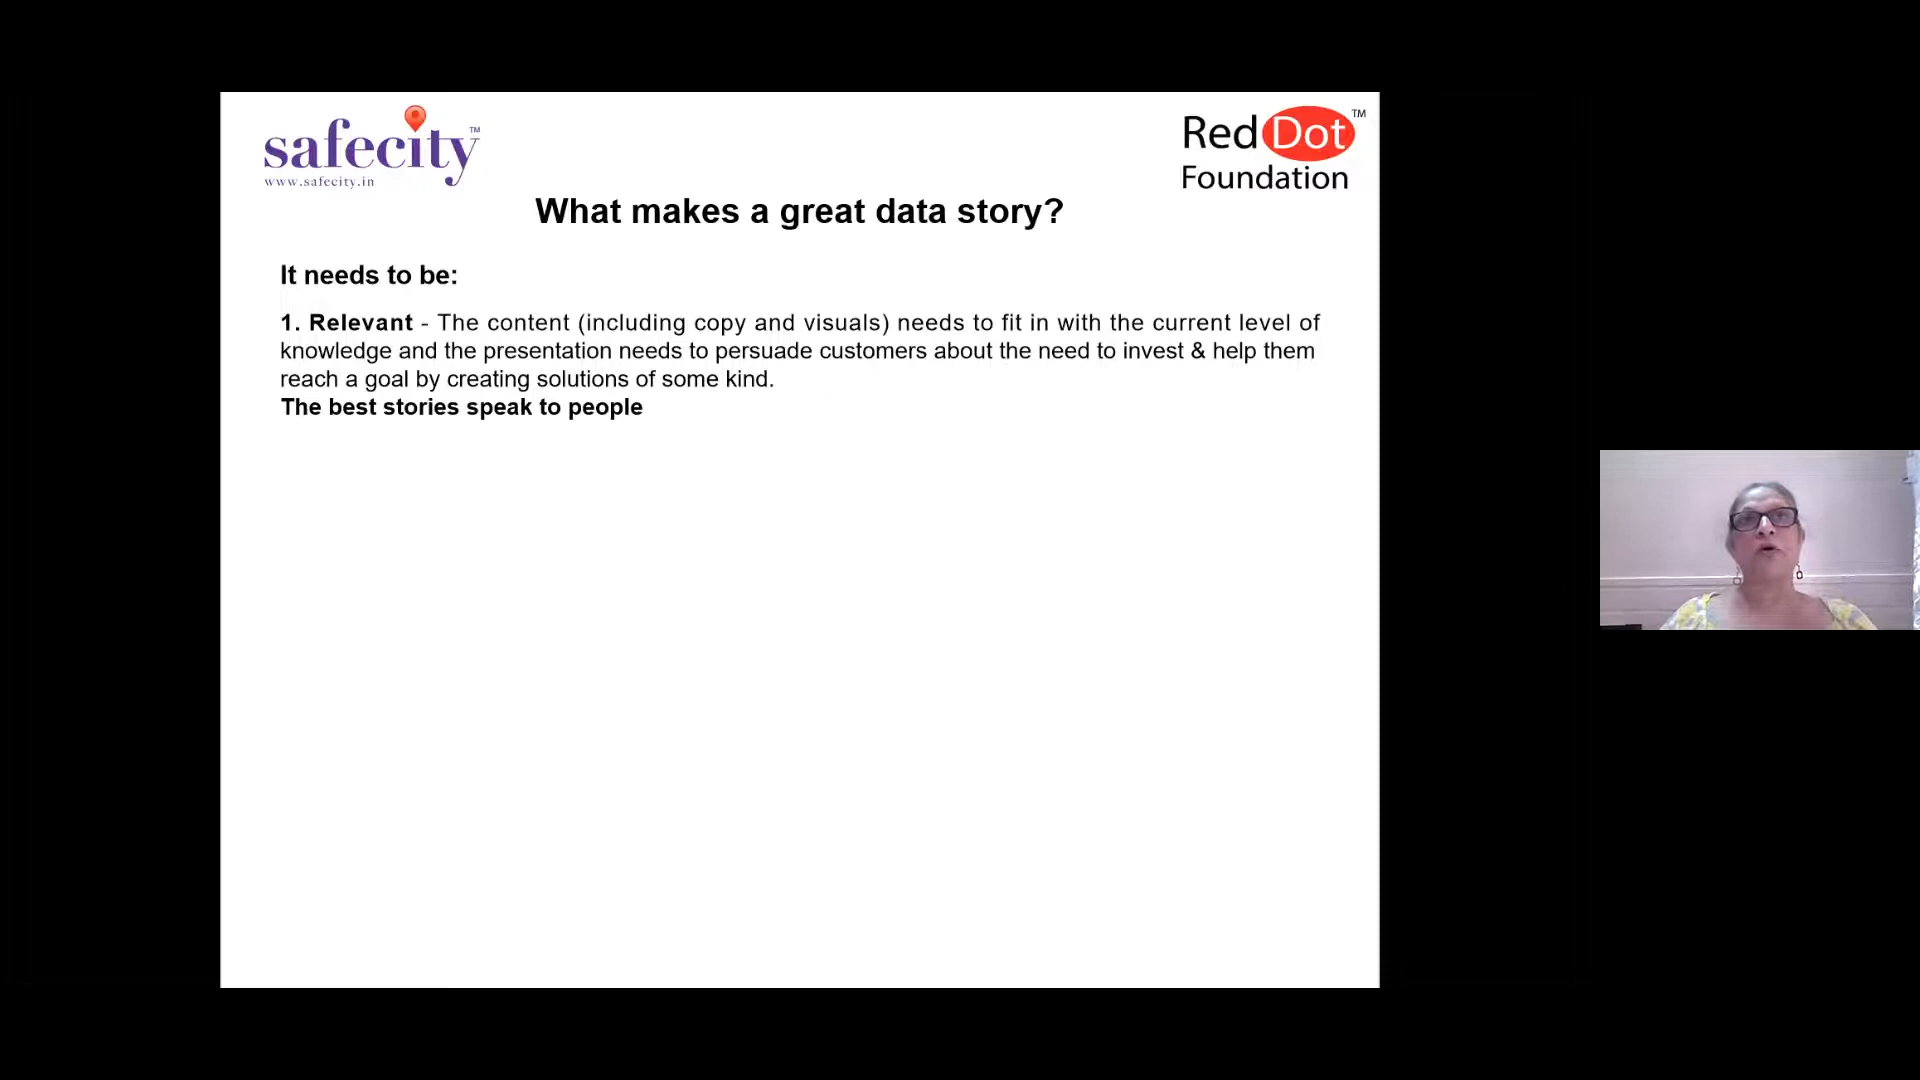 safecity™
www.safecity.in
Red Dot™
Foundation
What makes a great data story?
It needs to be:
1. Relevant - The content (including copy and visuals) needs to fit in with the current level of
knowledge and the presentation needs to persuade customers about the need to invest & help them
reach a goal by creating solutions of some kind.
The best stories speak to people